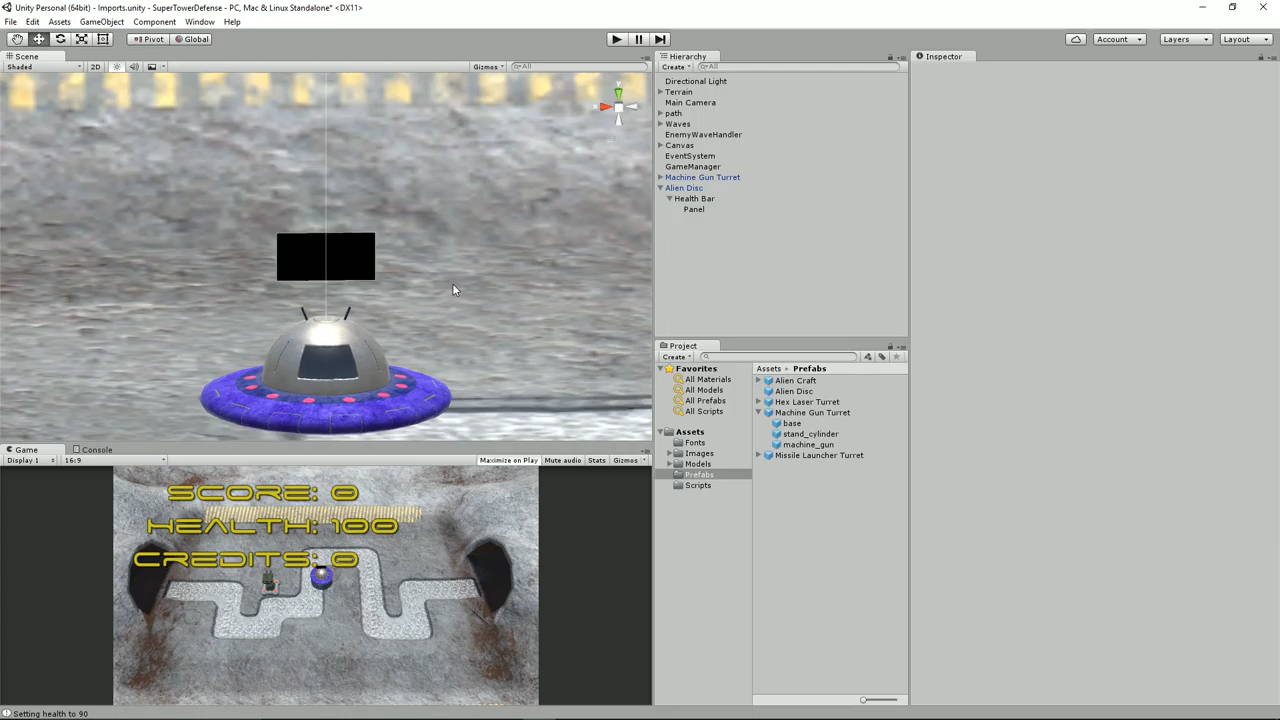 Unity Personal (64bit) - Imports.unity - SuperTowerDefense - PC, Mac & Linux Standalone* <DX11>
File Edit Assets GameObject Component Window Help
Pivot Global Account Layers Layout
Scene
Shaded 2D Gizmos All
Hierarchy
Create All
Directional Light
Terrain
Main Camera
path
Waves
EnemyWaveHandler
Canvas
EventSystem
GameManager
Machine Gun Turret
Alien Disc
Health Bar
Panel
Inspector
Project
Create
Favorites
All Materials
All Models
All Prefabs
All Scripts
Assets
Fonts
Images
Models
Prefabs
Scripts
Assets Prefabs
Alien Craft
Alien Disc
Hex Laser Turret
Machine Gun Turret
base
stand_cylinder
machine_gun
Missile Launcher Turret
Game Console
Display 1 16:9 Maximize on Play Mute audio Stats Gizmos
SCORE: 0
HEALTH: 100
CREDITS: 0
Setting health to 90